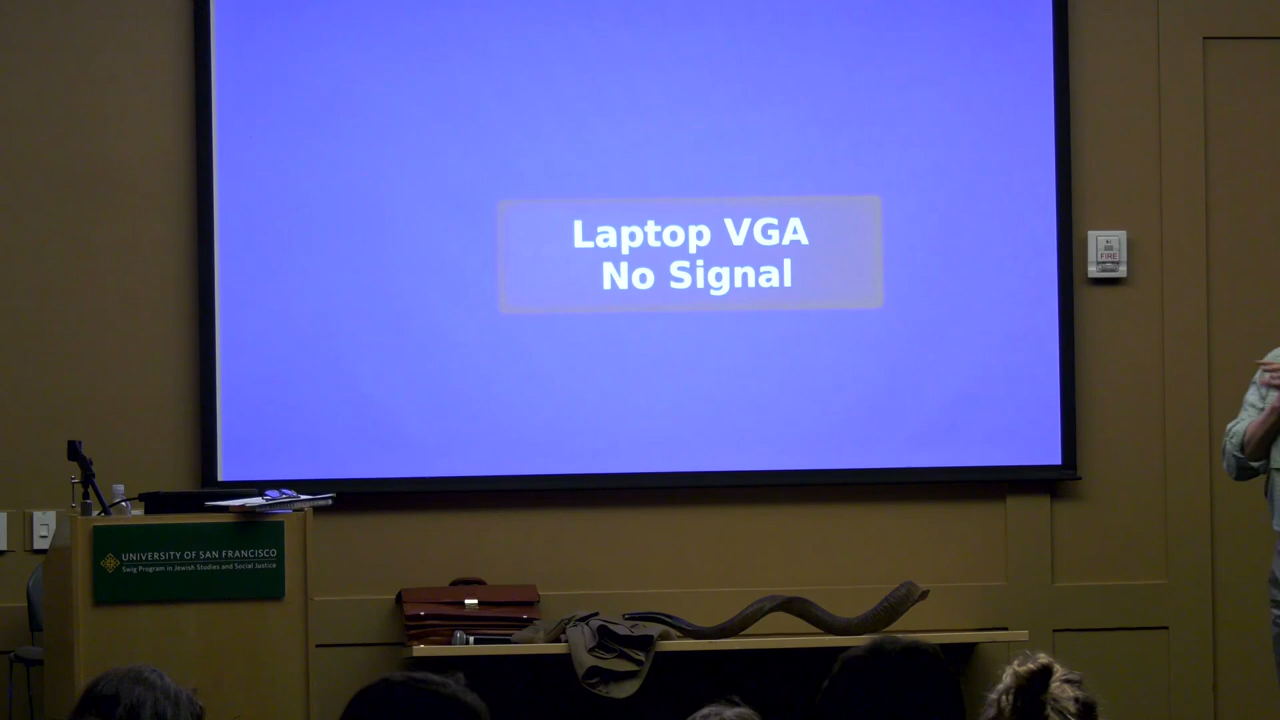 Laptop VGA
No Signal
FIRE
UNIVERSITY OF SAN FRANCISCO
Swig Program in Jewish Studies and Social Justice